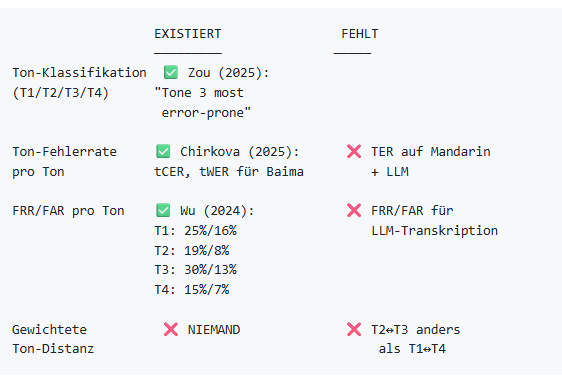 EXISTIERT FEHLT
Ton-Klassifikation ✅ Zou (2025):
(T1/T2/T3/T4) "Tone 3 most
error-prone"
Ton-Fehlerrate ✅ Chirkova (2025): ❌ TER auf Mandarin
pro Ton tCER, tWER für Baima + LLM
FRR/FAR pro Ton ✅ Wu (2024): ❌ FRR/FAR für
T1: 25%/16% LLM-Transkription
T2: 19%/8%
T3: 30%/13%
T4: 15%/7%
Gewichtete ❌ NIEMAND ❌ T2↔T3 anders
Ton-Distanz als T1↔T4